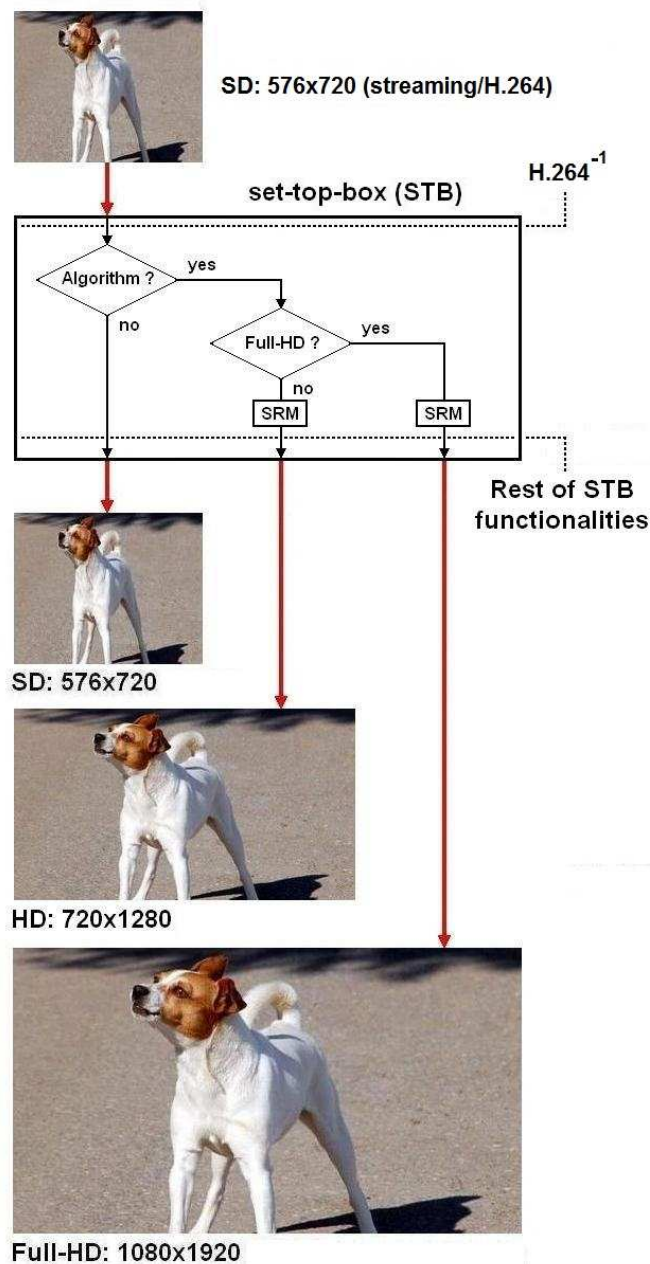 SD: 576x720 (streaming/H.264)
H.264⁻¹
set-top-box (STB)
Algorithm ?
yes
no
Full-HD ?
yes
no
SRM
SRM
Rest of STB
functionalities
SD: 576x720
HD: 720x1280
Full-HD: 1080x1920